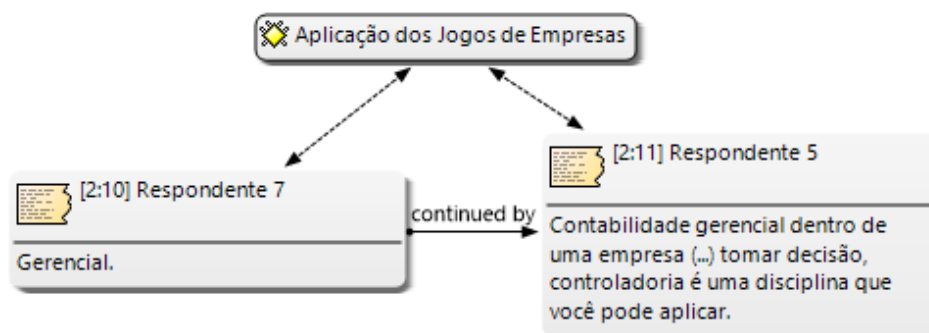 Aplicação dos Jogos de Empresas
[2:10] Respondente 7
Gerencial.
continued by
[2:11] Respondente 5
Contabilidade gerencial dentro de
uma empresa (...) tomar decisão,
controladoria é uma disciplina que
você pode aplicar.